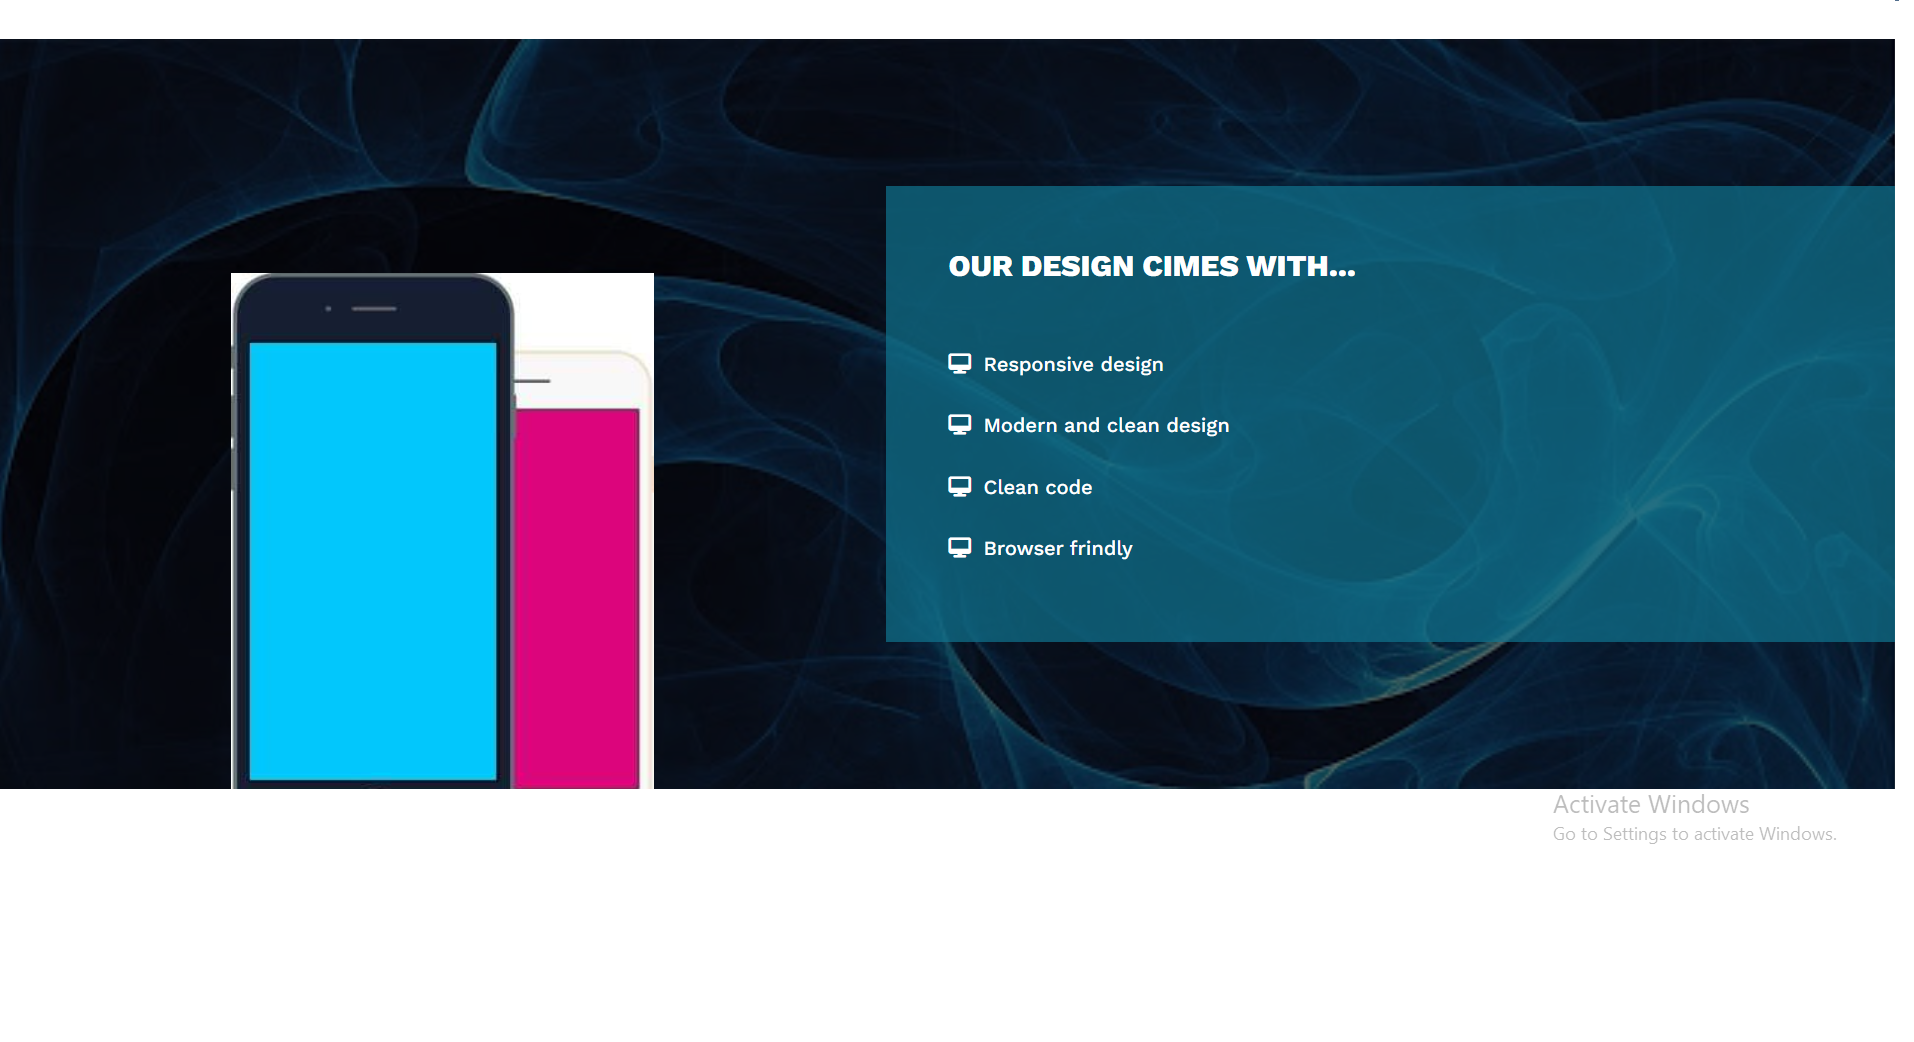 OUR DESIGN CIMES WITH...
Responsive design
Modern and clean design
Clean code
Browser frindly
Activate Windows
Go to Settings to activate Windows.